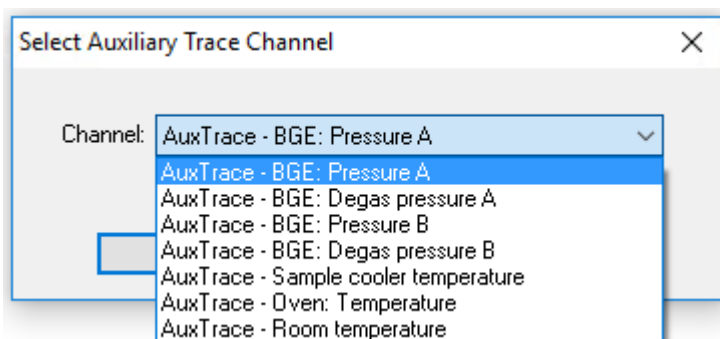 Select Auxiliary Trace Channel
Channel: AuxTrace - BGE: Pressure A
AuxTrace - BGE: Pressure A
AuxTrace - BGE: Degas pressure A
AuxTrace - BGE: Pressure B
AuxTrace - BGE: Degas pressure B
AuxTrace - Sample cooler temperature
AuxTrace - Oven: Temperature
AuxTrace - Room temperature